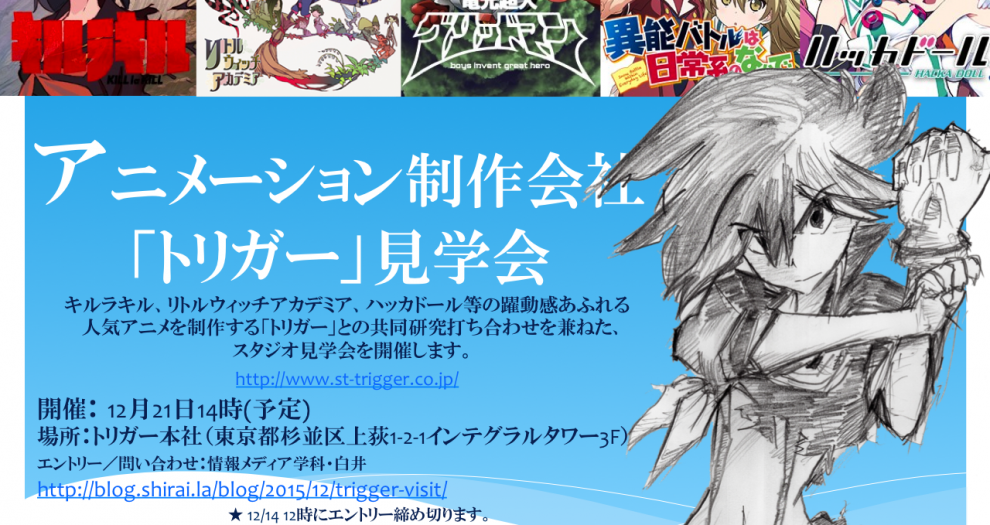 キルラキル
KILL la KILL
リトル
ウィッチ
アカデミア
電光超人
グリッドマン
boys invent great hero
異能バトルは
日常系のなかで
ハッカドール
HACKA DOLL
アニメーション制作会社
「トリガー」見学会
キルラキル、リトルウィッチアカデミア、ハッカドール等の躍動感あふれる
人気アニメを制作する「トリガー」との共同研究打ち合わせを兼ねた、
スタジオ見学会を開催します。
http://www.st-trigger.co.jp/
開催： 12月21日14時(予定)
場所：トリガー本社（東京都杉並区上荻1-2-1インテグラルタワー3F）
エントリー／問い合わせ：情報メディア学科・白井
http://blog.shirai.la/blog/2015/12/trigger-visit/
★ 12/14 12時にエントリー締め切ります。